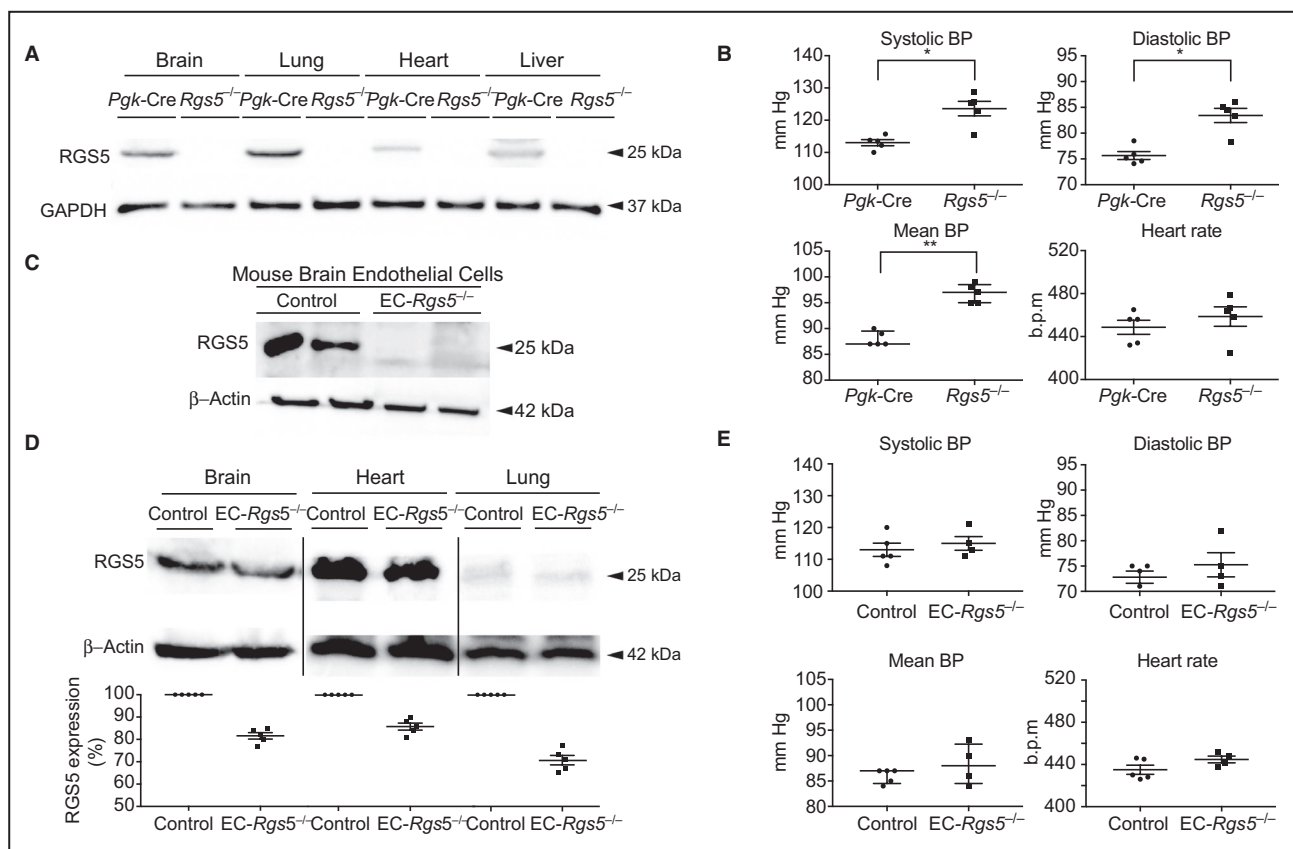 A
Brain Lung Heart Liver
Pgk-Cre Rgs5–/– Pgk-Cre Rgs5–/– Pgk-Cre Rgs5–/– Pgk-Cre Rgs5–/–
RGS5
25 kDa
GAPDH
37 kDa
B
Systolic BP
mm Hg
140
130
120
110
100
*
Pgk-Cre Rgs5–/–
Diastolic BP
mm Hg
95
90
85
80
75
70
*
Pgk-Cre Rgs5–/–
Mean BP
mm Hg
105
100
95
90
85
80
**
Pgk-Cre Rgs5–/–
Heart rate
b.p.m
520
480
440
400
Pgk-Cre Rgs5–/–
C
Mouse Brain Endothelial Cells
Control EC-Rgs5–/–
RGS5
25 kDa
β–Actin
42 kDa
D
Brain Heart Lung
Control EC-Rgs5–/– Control EC-Rgs5–/– Control EC-Rgs5–/–
RGS5
25 kDa
β–Actin
42 kDa
RGS5 expression
(%)
100
90
80
70
60
50
Control EC-Rgs5–/– Control EC-Rgs5–/– Control EC-Rgs5–/–
E
Systolic BP
mm Hg
140
130
120
110
100
Control EC-Rgs5–/–
Diastolic BP
mm Hg
95
90
85
80
75
70
Control EC-Rgs5–/–
Mean BP
mm Hg
105
100
95
90
85
80
Control EC-Rgs5–/–
Heart rate
b.p.m
520
480
440
400
Control EC-Rgs5–/–